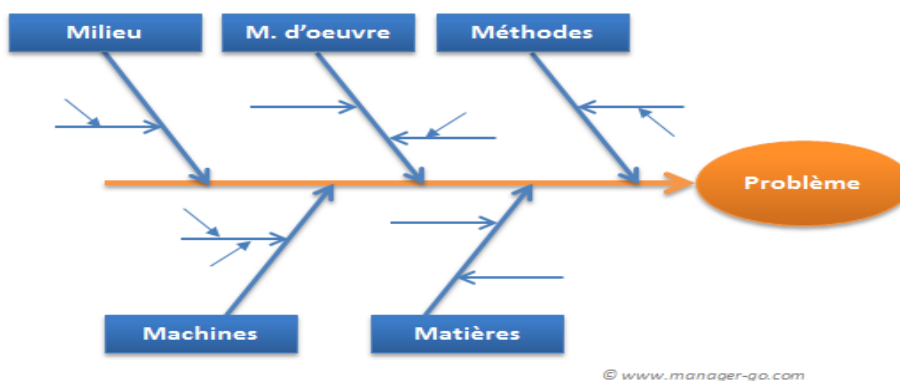 Milieu
M. d'oeuvre
Méthodes
Problème
Machines
Matières
© www.manager-go.com